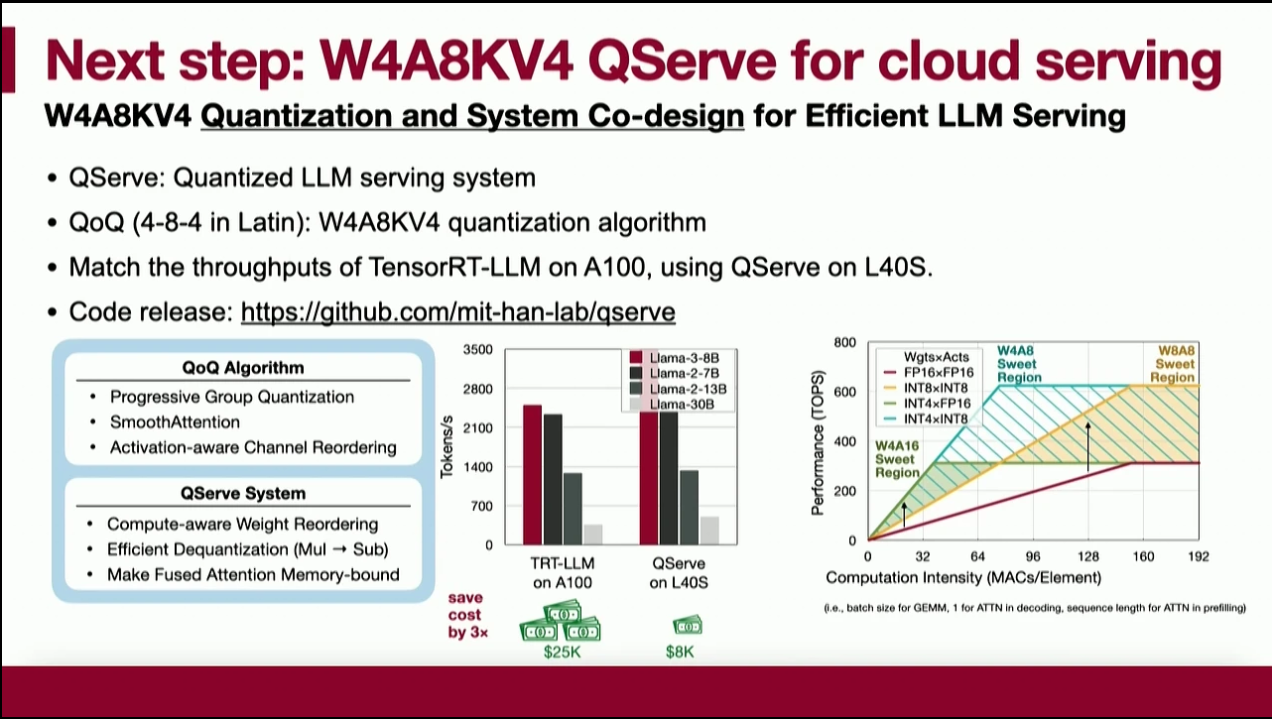 Next step: W4A8KV4 QServe for cloud serving
W4A8KV4 Quantization and System Co-design for Efficient LLM Serving
• QServe: Quantized LLM serving system
• QoQ (4-8-4 in Latin): W4A8KV4 quantization algorithm
• Match the throughputs of TensorRT-LLM on A100, using QServe on L40S.
• Code release: https://github.com/mit-han-lab/qserve
QoQ Algorithm
• Progressive Group Quantization
• SmoothAttention
• Activation-aware Channel Reordering
QServe System
• Compute-aware Weight Reordering
• Efficient Dequantization (Mul → Sub)
• Make Fused Attention Memory-bound
Tokens/s
3500
2800
2100
1400
700
0
Llama-3-8B
Llama-2-7B
Llama-2-13B
Llama-30B
TRT-LLM
on A100
QServe
on L40S
save
cost
by 3×
$25K
$8K
Performance (TOPS)
800
600
400
200
0
Wgts×Acts
FP16×FP16
INT8×INT8
INT4×FP16
INT4×INT8
W4A8
Sweet
Region
W8A8
Sweet
Region
W4A16
Sweet
Region
0 32 64 96 128 160 192
Computation Intensity (MACs/Element)
(i.e., batch size for GEMM, 1 for ATTN in decoding, sequence length for ATTN in prefilling)